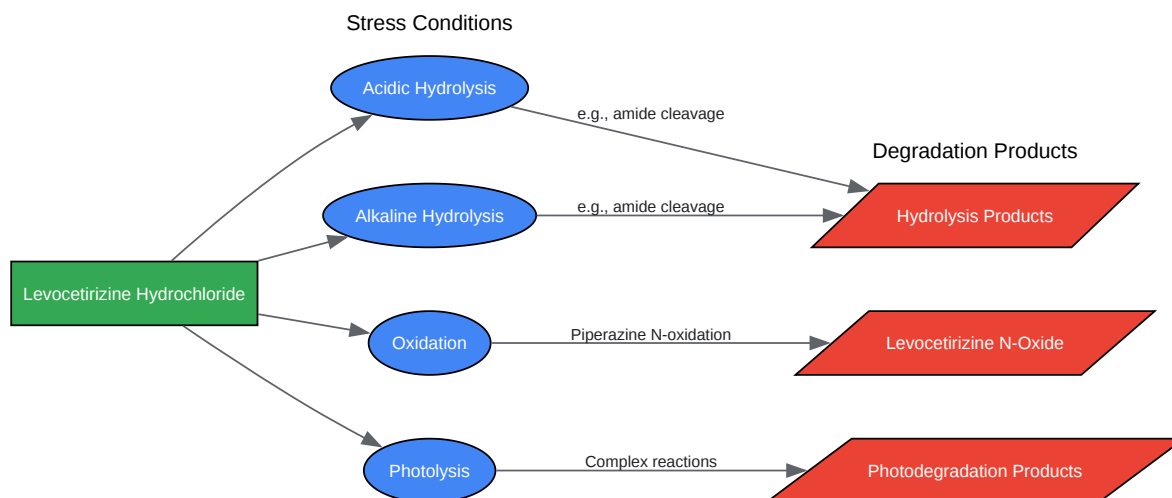 Stress Conditions
Acidic Hydrolysis
e.g., amide cleavage
Degradation Products
Alkaline Hydrolysis
e.g., amide cleavage
Hydrolysis Products
Levocetirizine Hydrochloride
Oxidation
Piperazine N-oxidation
Levocetirizine N-Oxide
Photolysis
Complex reactions
Photodegradation Products